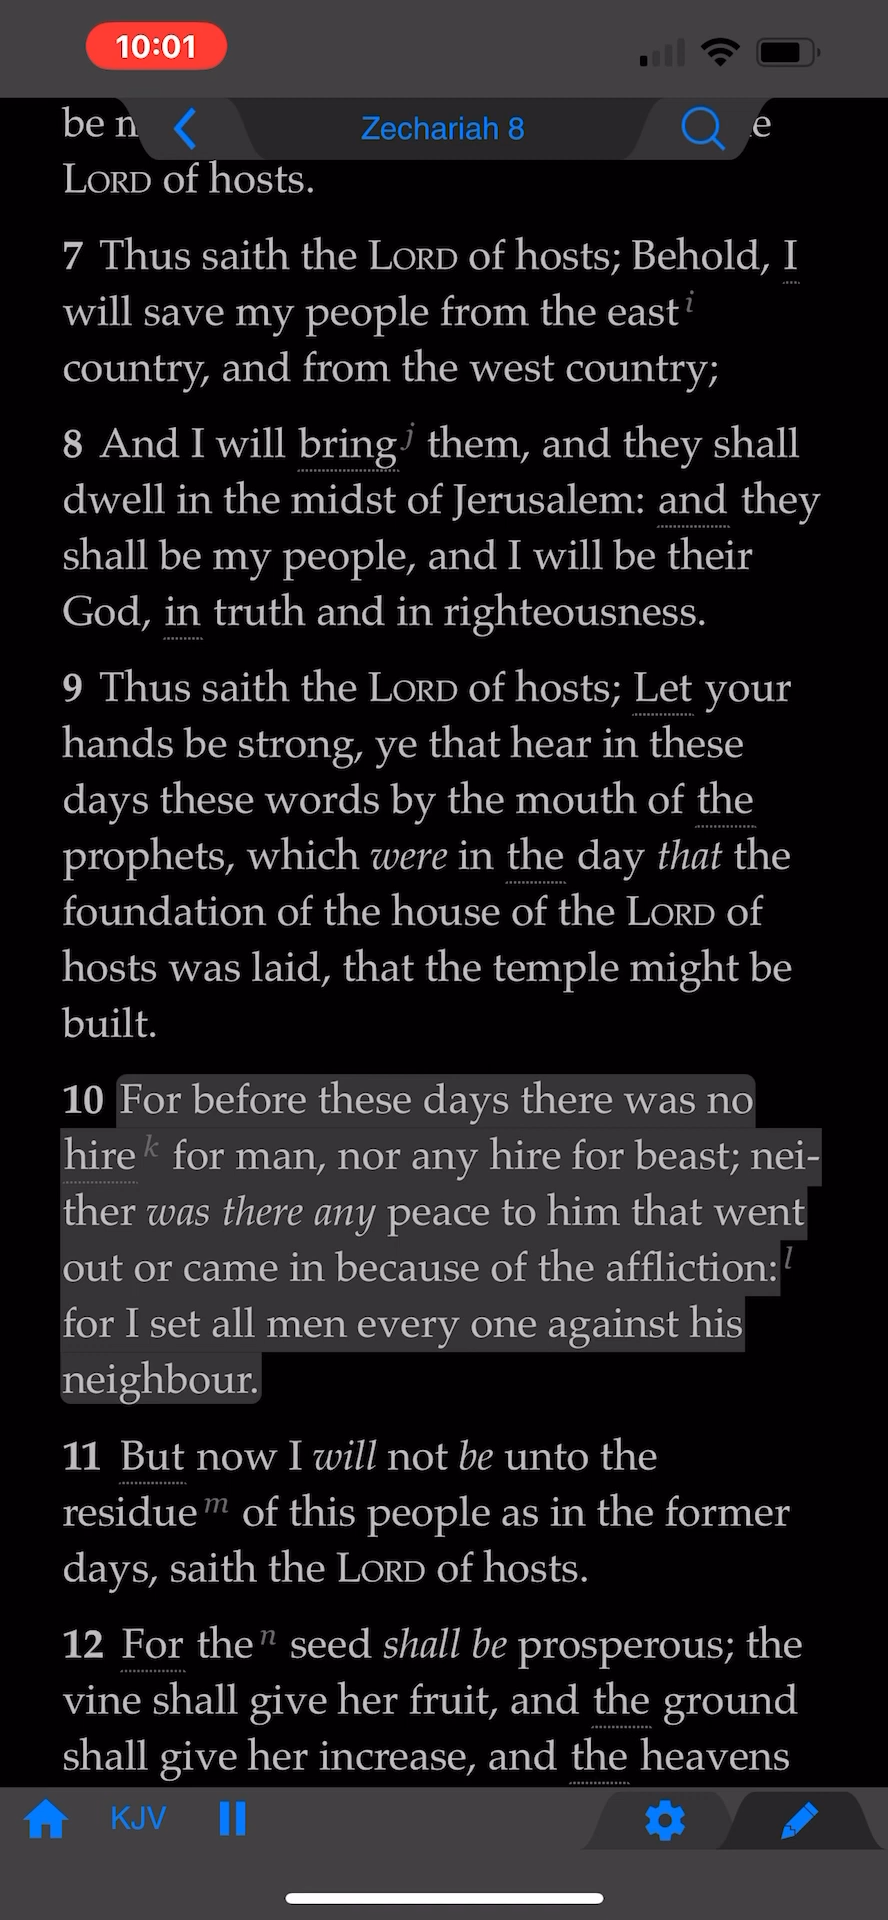 10:01
be n
Zechariah 8
e
LORD of hosts.
7 Thus saith the LORD of hosts; Behold, I
will save my people from the east i
country, and from the west country;
8 And I will bring j them, and they shall
dwell in the midst of Jerusalem: and they
shall be my people, and I will be their
God, in truth and in righteousness.
9 Thus saith the LORD of hosts; Let your
hands be strong, ye that hear in these
days these words by the mouth of the
prophets, which were in the day that the
foundation of the house of the LORD of
hosts was laid, that the temple might be
built.
10 For before these days there was no
hire k for man, nor any hire for beast; nei-
ther was there any peace to him that went
out or came in because of the affliction: l
for I set all men every one against his
neighbour.
11 But now I will not be unto the
residue m of this people as in the former
days, saith the LORD of hosts.
12 For the n seed shall be prosperous; the
vine shall give her fruit, and the ground
shall give her increase, and the heavens
KJV